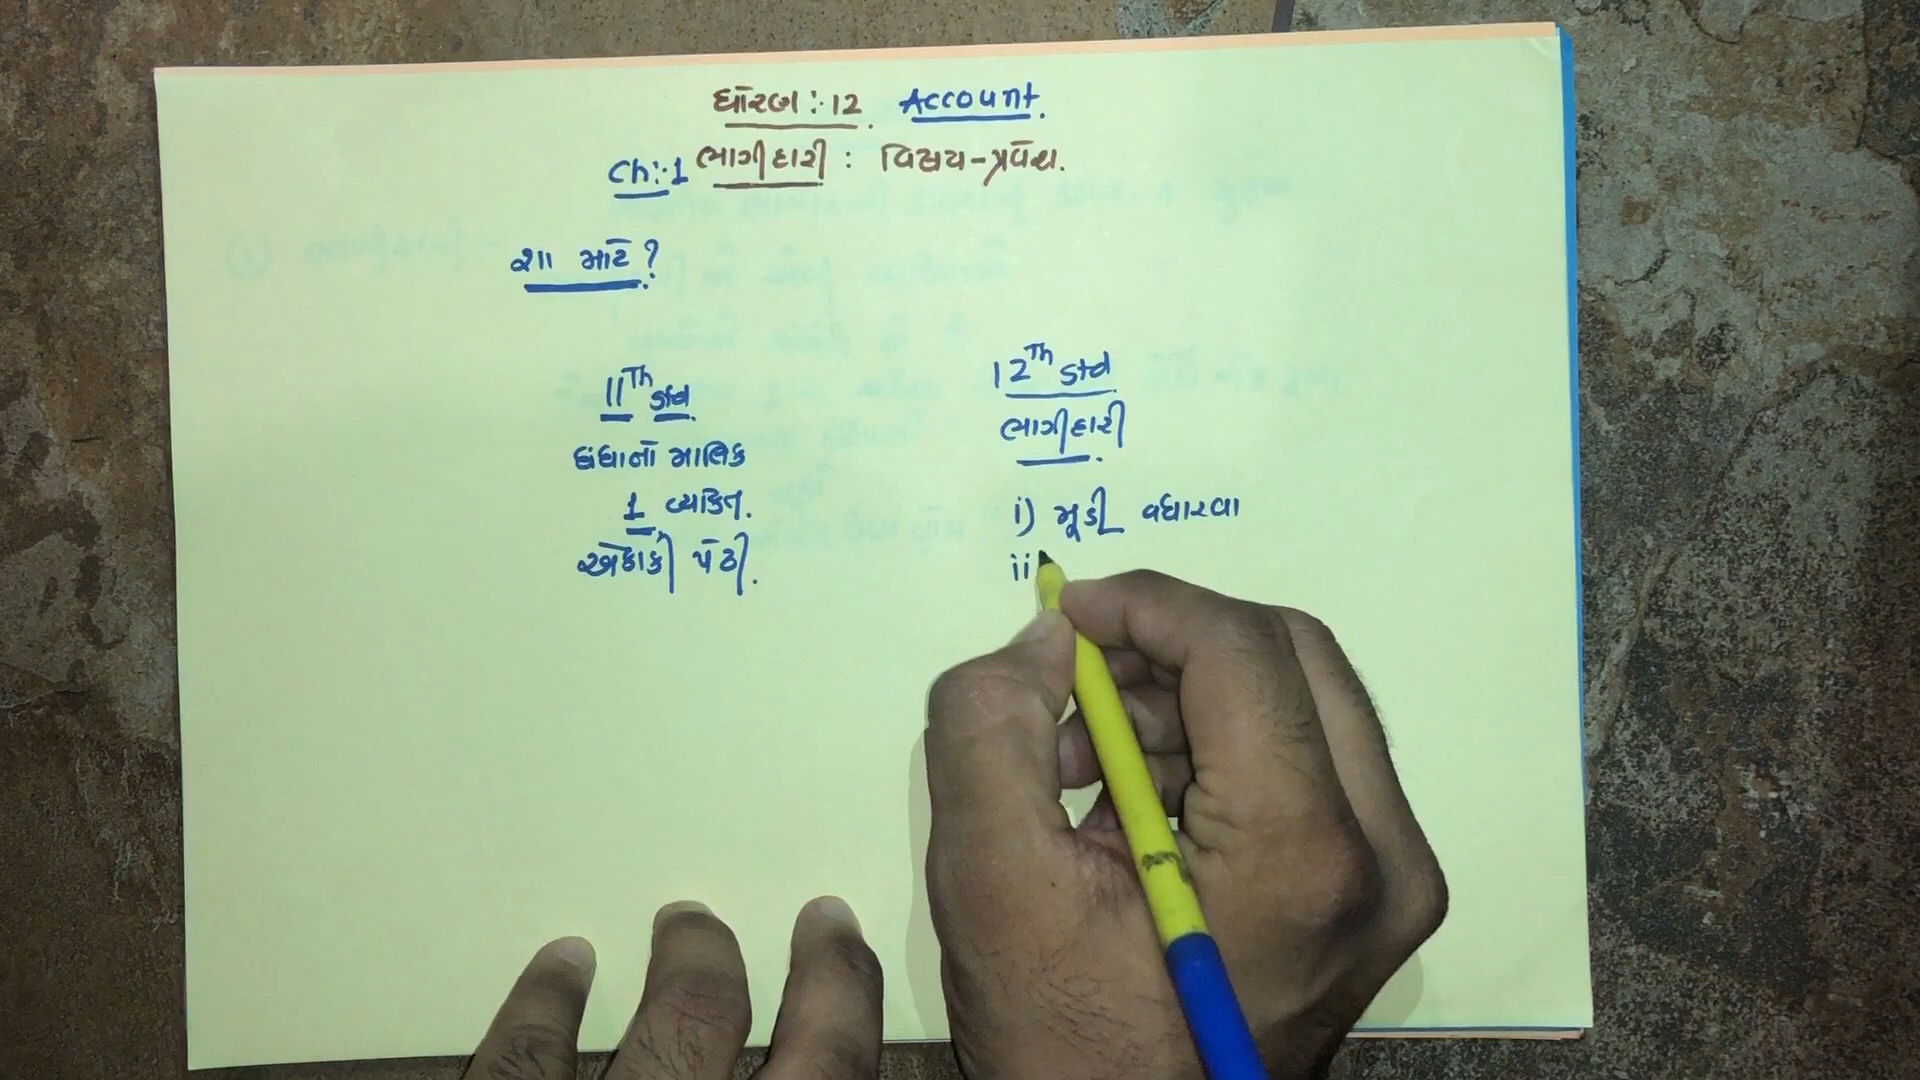 ધોરણ :- 12 Account.
Ch:-1 ભાગીદારી : વિષય-પ્રવેશ.
શા માટે ?
11Th std
ધંધાનો માલિક
1 વ્યકિત.
એકાકી પેઢી.
12Th std
ભાગીદારી.
i) મૂડી વધારવા
ii